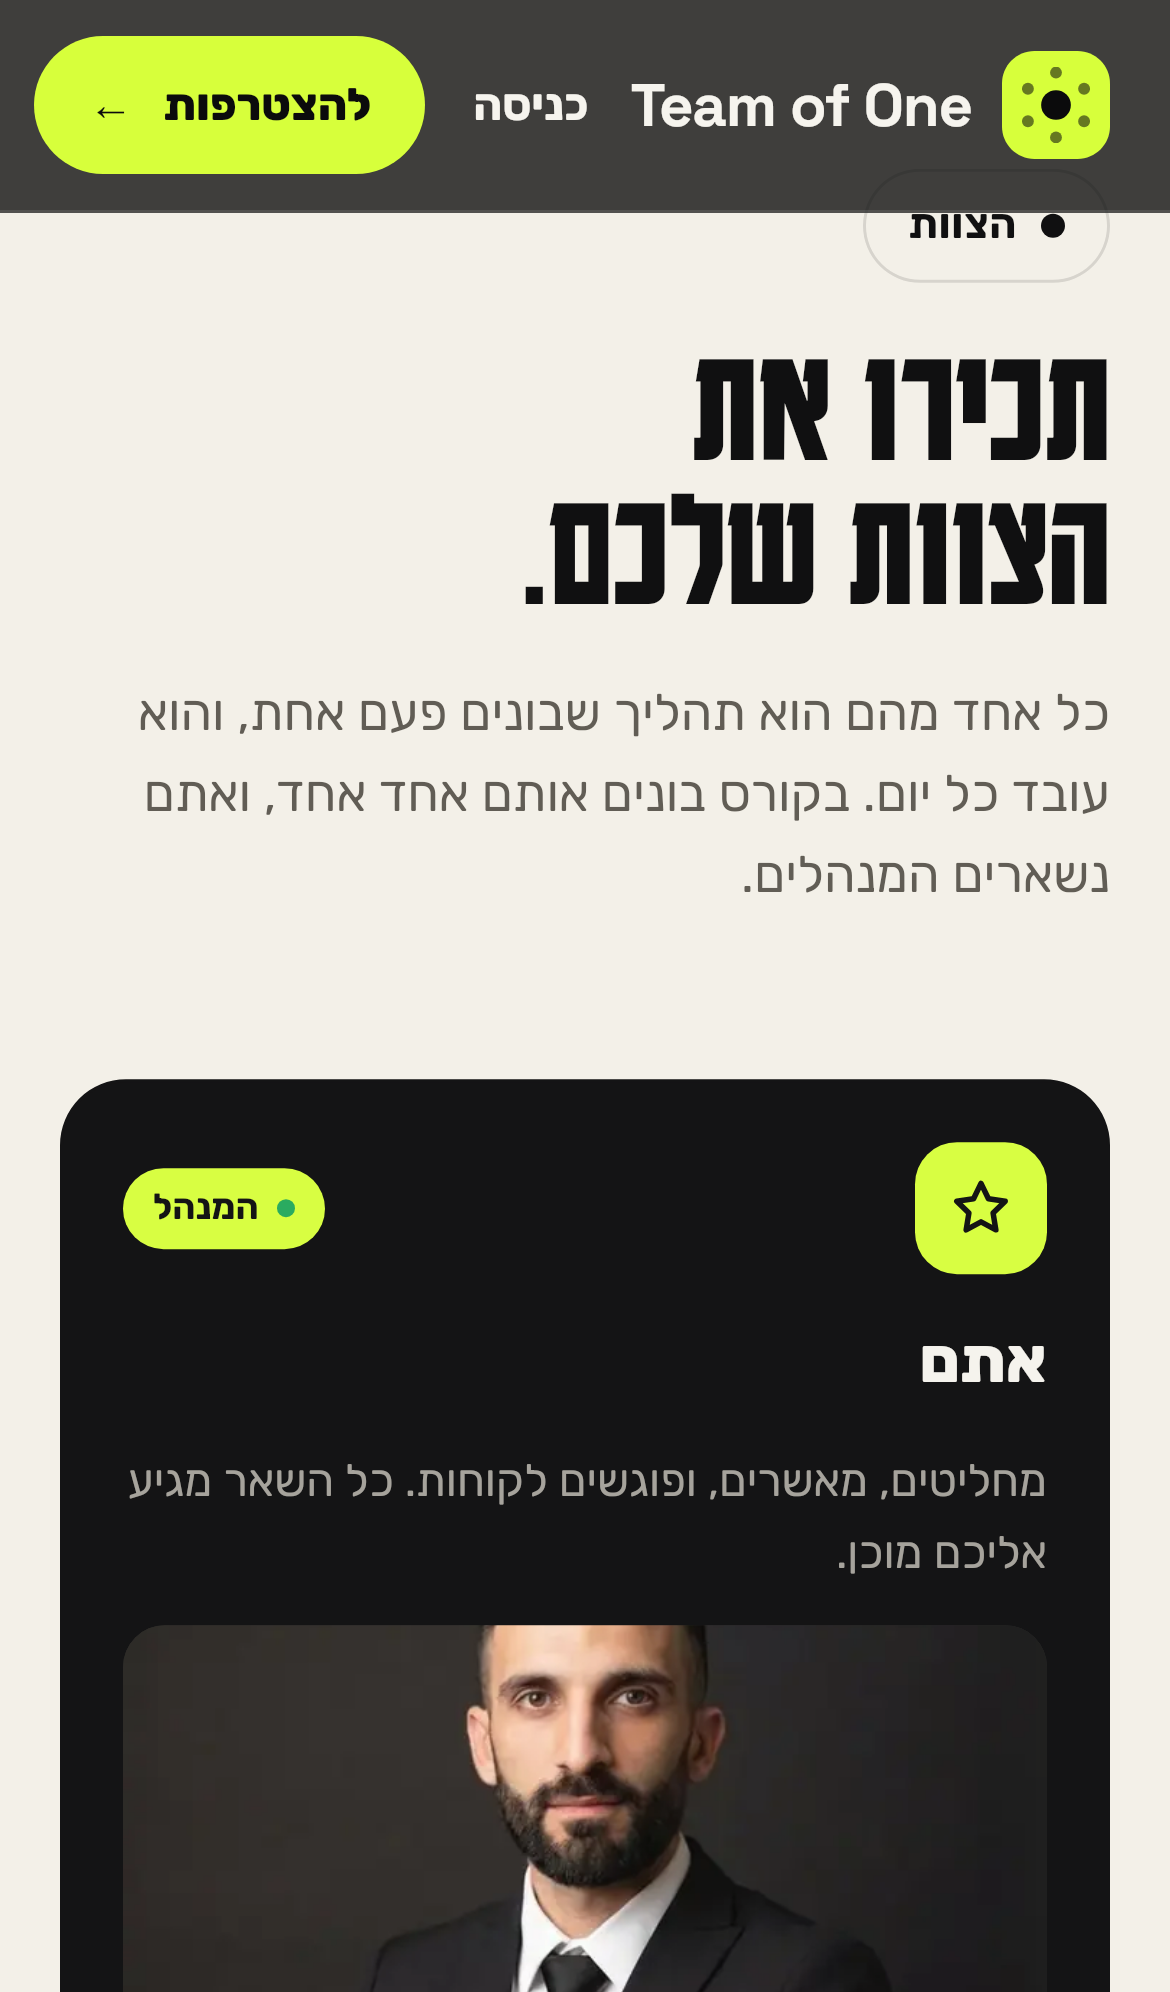 Team of One
כניסה
להצטרפות ←
הצוות
תכירו את
הצוות שלכם.
כל אחד מהם הוא תהליך שבונים פעם אחת, והוא
עובד כל יום. בקורס בונים אותם אחד אחד, ואתם
נשארים המנהלים.
המנהל
אתם
מחליטים, מאשרים, ופוגשים לקוחות. כל השאר מגיע
אליכם מוכן.